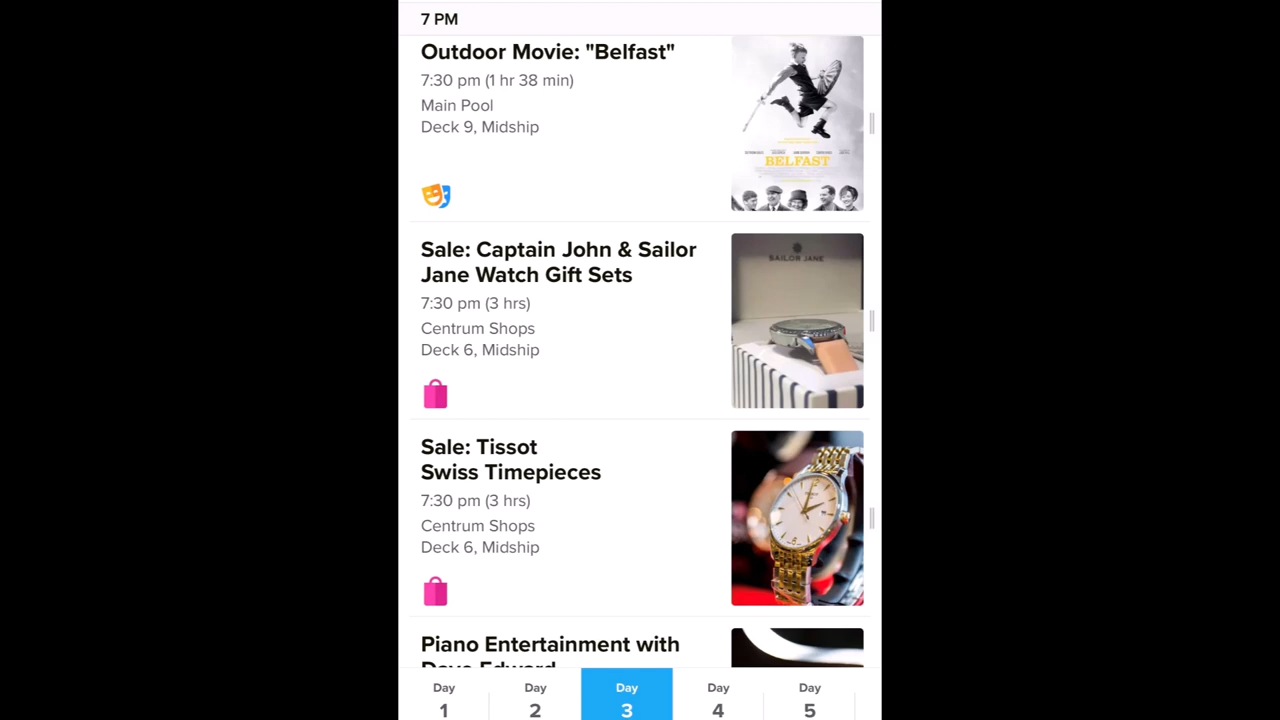 7 PM
Outdoor Movie: "Belfast"
7:30 pm (1 hr 38 min)
Main Pool
Deck 9, Midship
BELFAST
Sale: Captain John & Sailor
Jane Watch Gift Sets
7:30 pm (3 hrs)
Centrum Shops
Deck 6, Midship
SAILOR JANE
Sale: Tissot
Swiss Timepieces
7:30 pm (3 hrs)
Centrum Shops
Deck 6, Midship
Piano Entertainment with
Dave Edward
Day Day Day Day Day
1 2 3 4 5